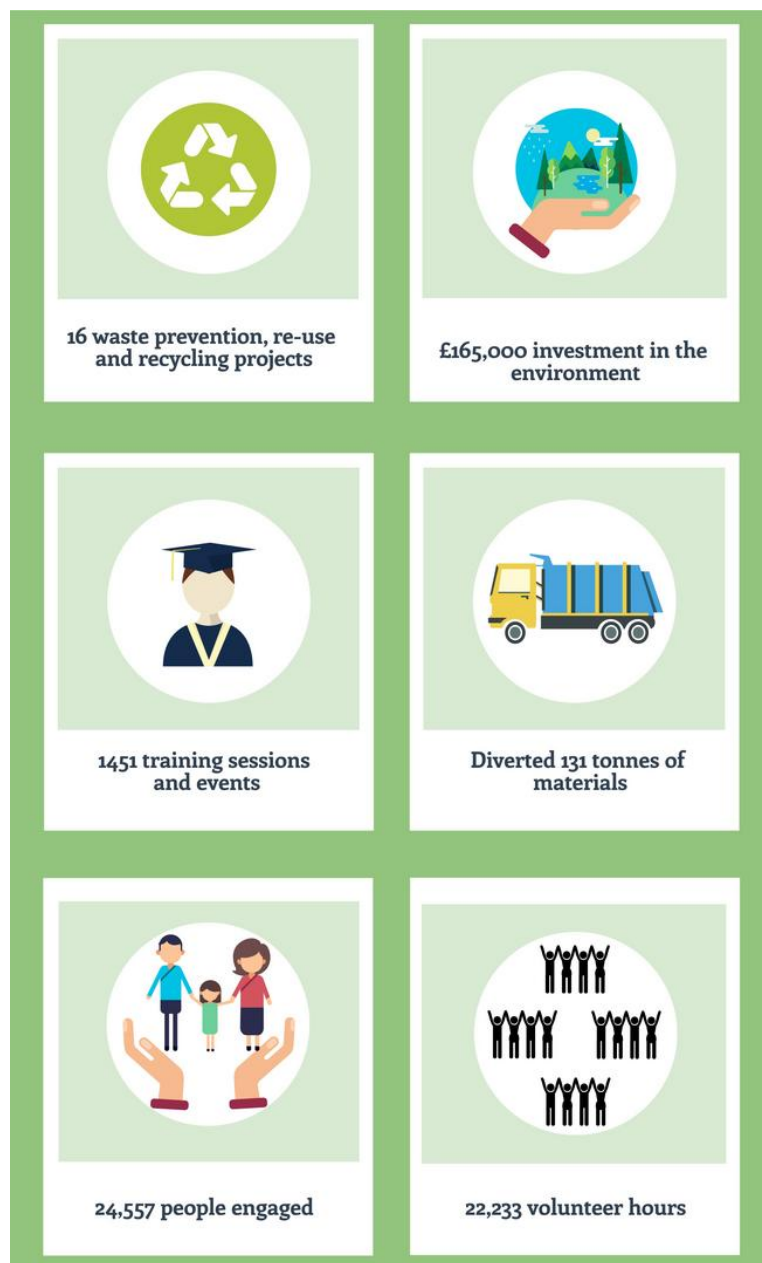 16 waste prevention, re-use
and recycling projects
£165,000 investment in the
environment
1451 training sessions
and events
Diverted 131 tonnes of
materials
24,557 people engaged
22,233 volunteer hours